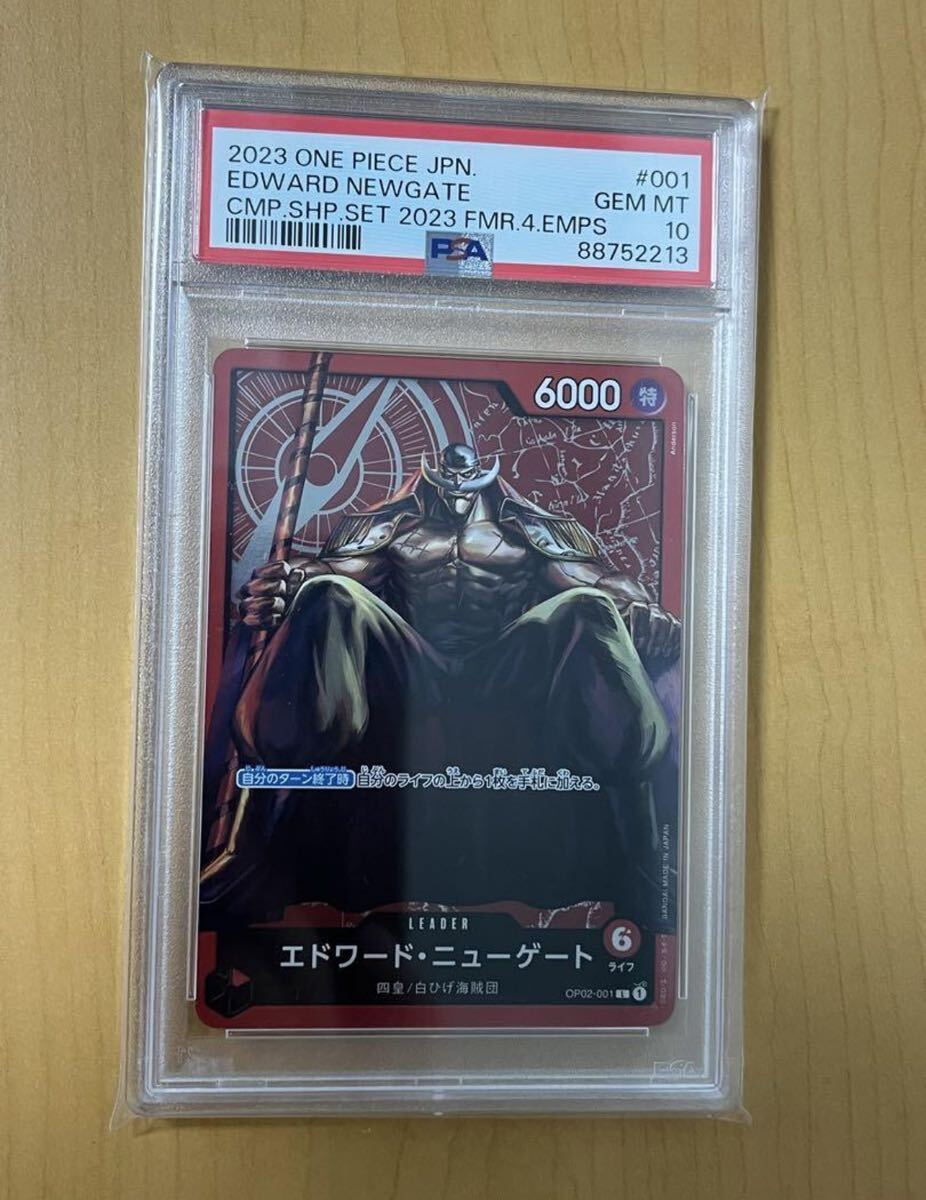 2023 ONE PIECE JPN.
#001
EDWARD NEWGATE
GEM MT
CMP.SHP.SET 2023 FMR.4.EMPS
10
PSA
88752213
6000
特
Anderson
自分のターン終了時 自分のライフの上から1枚を手札に加える。
BANDAI MADE IN JAPAN
LEADER
エドワード・ニューゲート
6
ライフ
四皇/白ひげ海賊団
OP02-001 L 1